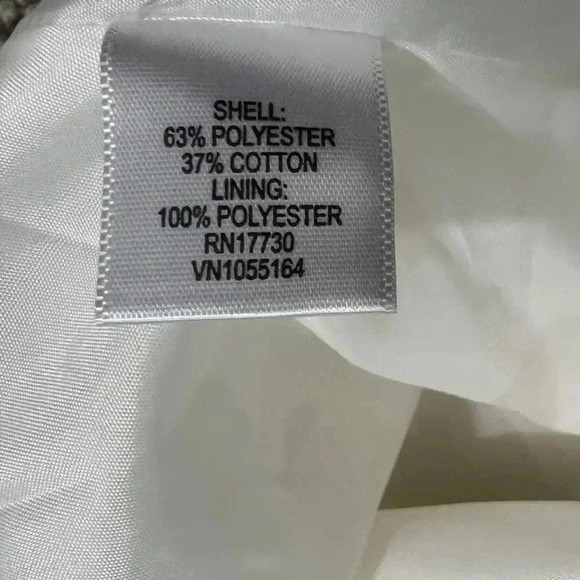 SHELL:
63% POLYESTER
37% COTTON
LINING:
100% POLYESTER
RN17730
VN1055164